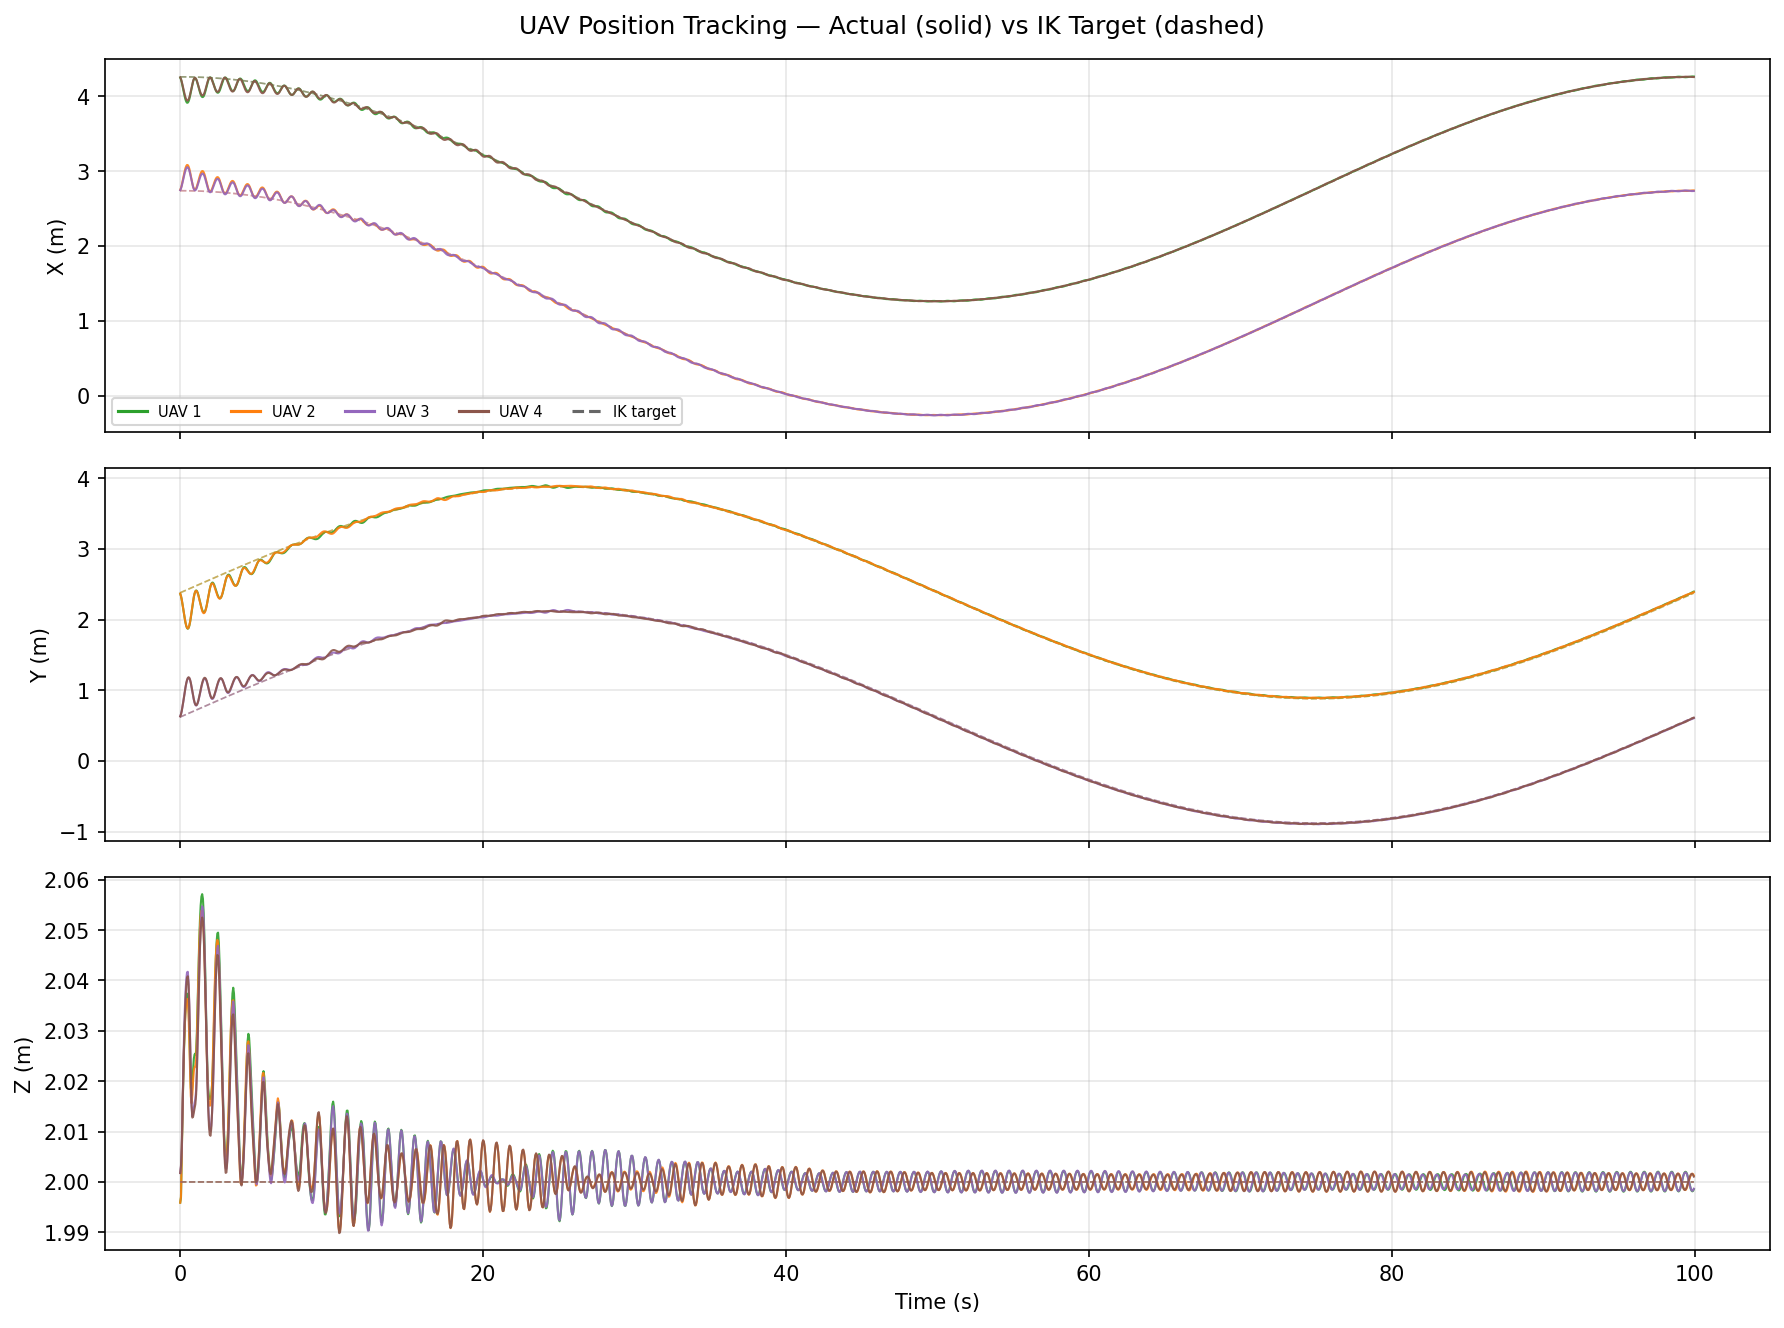 UAV Position Tracking — Actual (solid) vs IK Target (dashed)
4
3
2
1
0
X (m)
UAV 1 UAV 2 UAV 3 UAV 4 IK target
4
3
2
1
0
−1
Y (m)
2.06
2.05
2.04
2.03
2.02
2.01
2.00
1.99
Z (m)
0 20 40 60 80 100
Time (s)